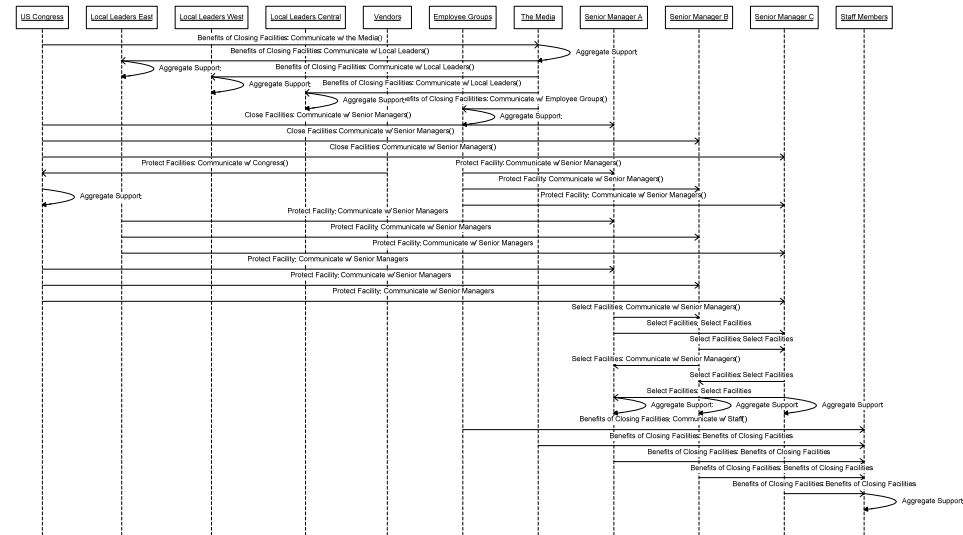 US Congress
Local Leaders East
Local Leaders West
Local Leaders Central
Vendors
Employee Groups
The Media
Senior Manager A
Senior Manager B
Senior Manager C
Staff Members
Benefits of Closing Facilities: Communicate w/ the Media()
Benefits of Closing Facilities: Communicate w/ Local Leaders()
Aggregate Support:
Aggregate Support:
Benefits of Closing Facilities: Communicate w/ Local Leaders()
Aggregate Support:
Benefits of Closing Facilities: Communicate w/ Local Leaders()
Aggregate Support:
efits of Closing Facilitities: Communicate w/ Employee Groups()
Close Facilities: Communicate w/ Senior Managers()
Aggregate Support:
Close Facilities: Communicate w/ Senior Managers()
Close Facilities: Communicate w/ Senior Managers()
Protect Facilities: Communicate w/ Congress()
Protect Facility: Communicate w/ Senior Managers()
Protect Facility: Communicate w/ Senior Managers()
Aggregate Support:
Protect Facility: Communicate w/ Senior Managers()
Protect Facility: Communicate w/ Senior Managers
Protect Facility: Communicate w/ Senior Managers
Protect Facility: Communicate w/ Senior Managers
Protect Facility: Communicate w/ Senior Managers
Protect Facility: Communicate w/ Senior Managers
Protect Facility: Communicate w/ Senior Managers
Select Facilities: Communicate w/ Senior Managers()
Select Facilities: Select Facilities
Select Facilities: Select Facilities
Select Facilities: Communicate w/ Senior Managers()
Select Facilities: Select Facilities
Select Facilities: Select Facilities
Aggregate Support:
Aggregate Support
Aggregate Support
Benefits of Closing Facilities: Communicate w/ Staff()
Benefits of Closing Facilities: Benefits of Closing Facilities
Benefits of Closing Facilities: Benefits of Closing Facilities
Benefits of Closing Facilities: Benefits of Closing Facilities
Benefits of Closing Facilities: Benefits of Closing Facilities
Aggregate Support: